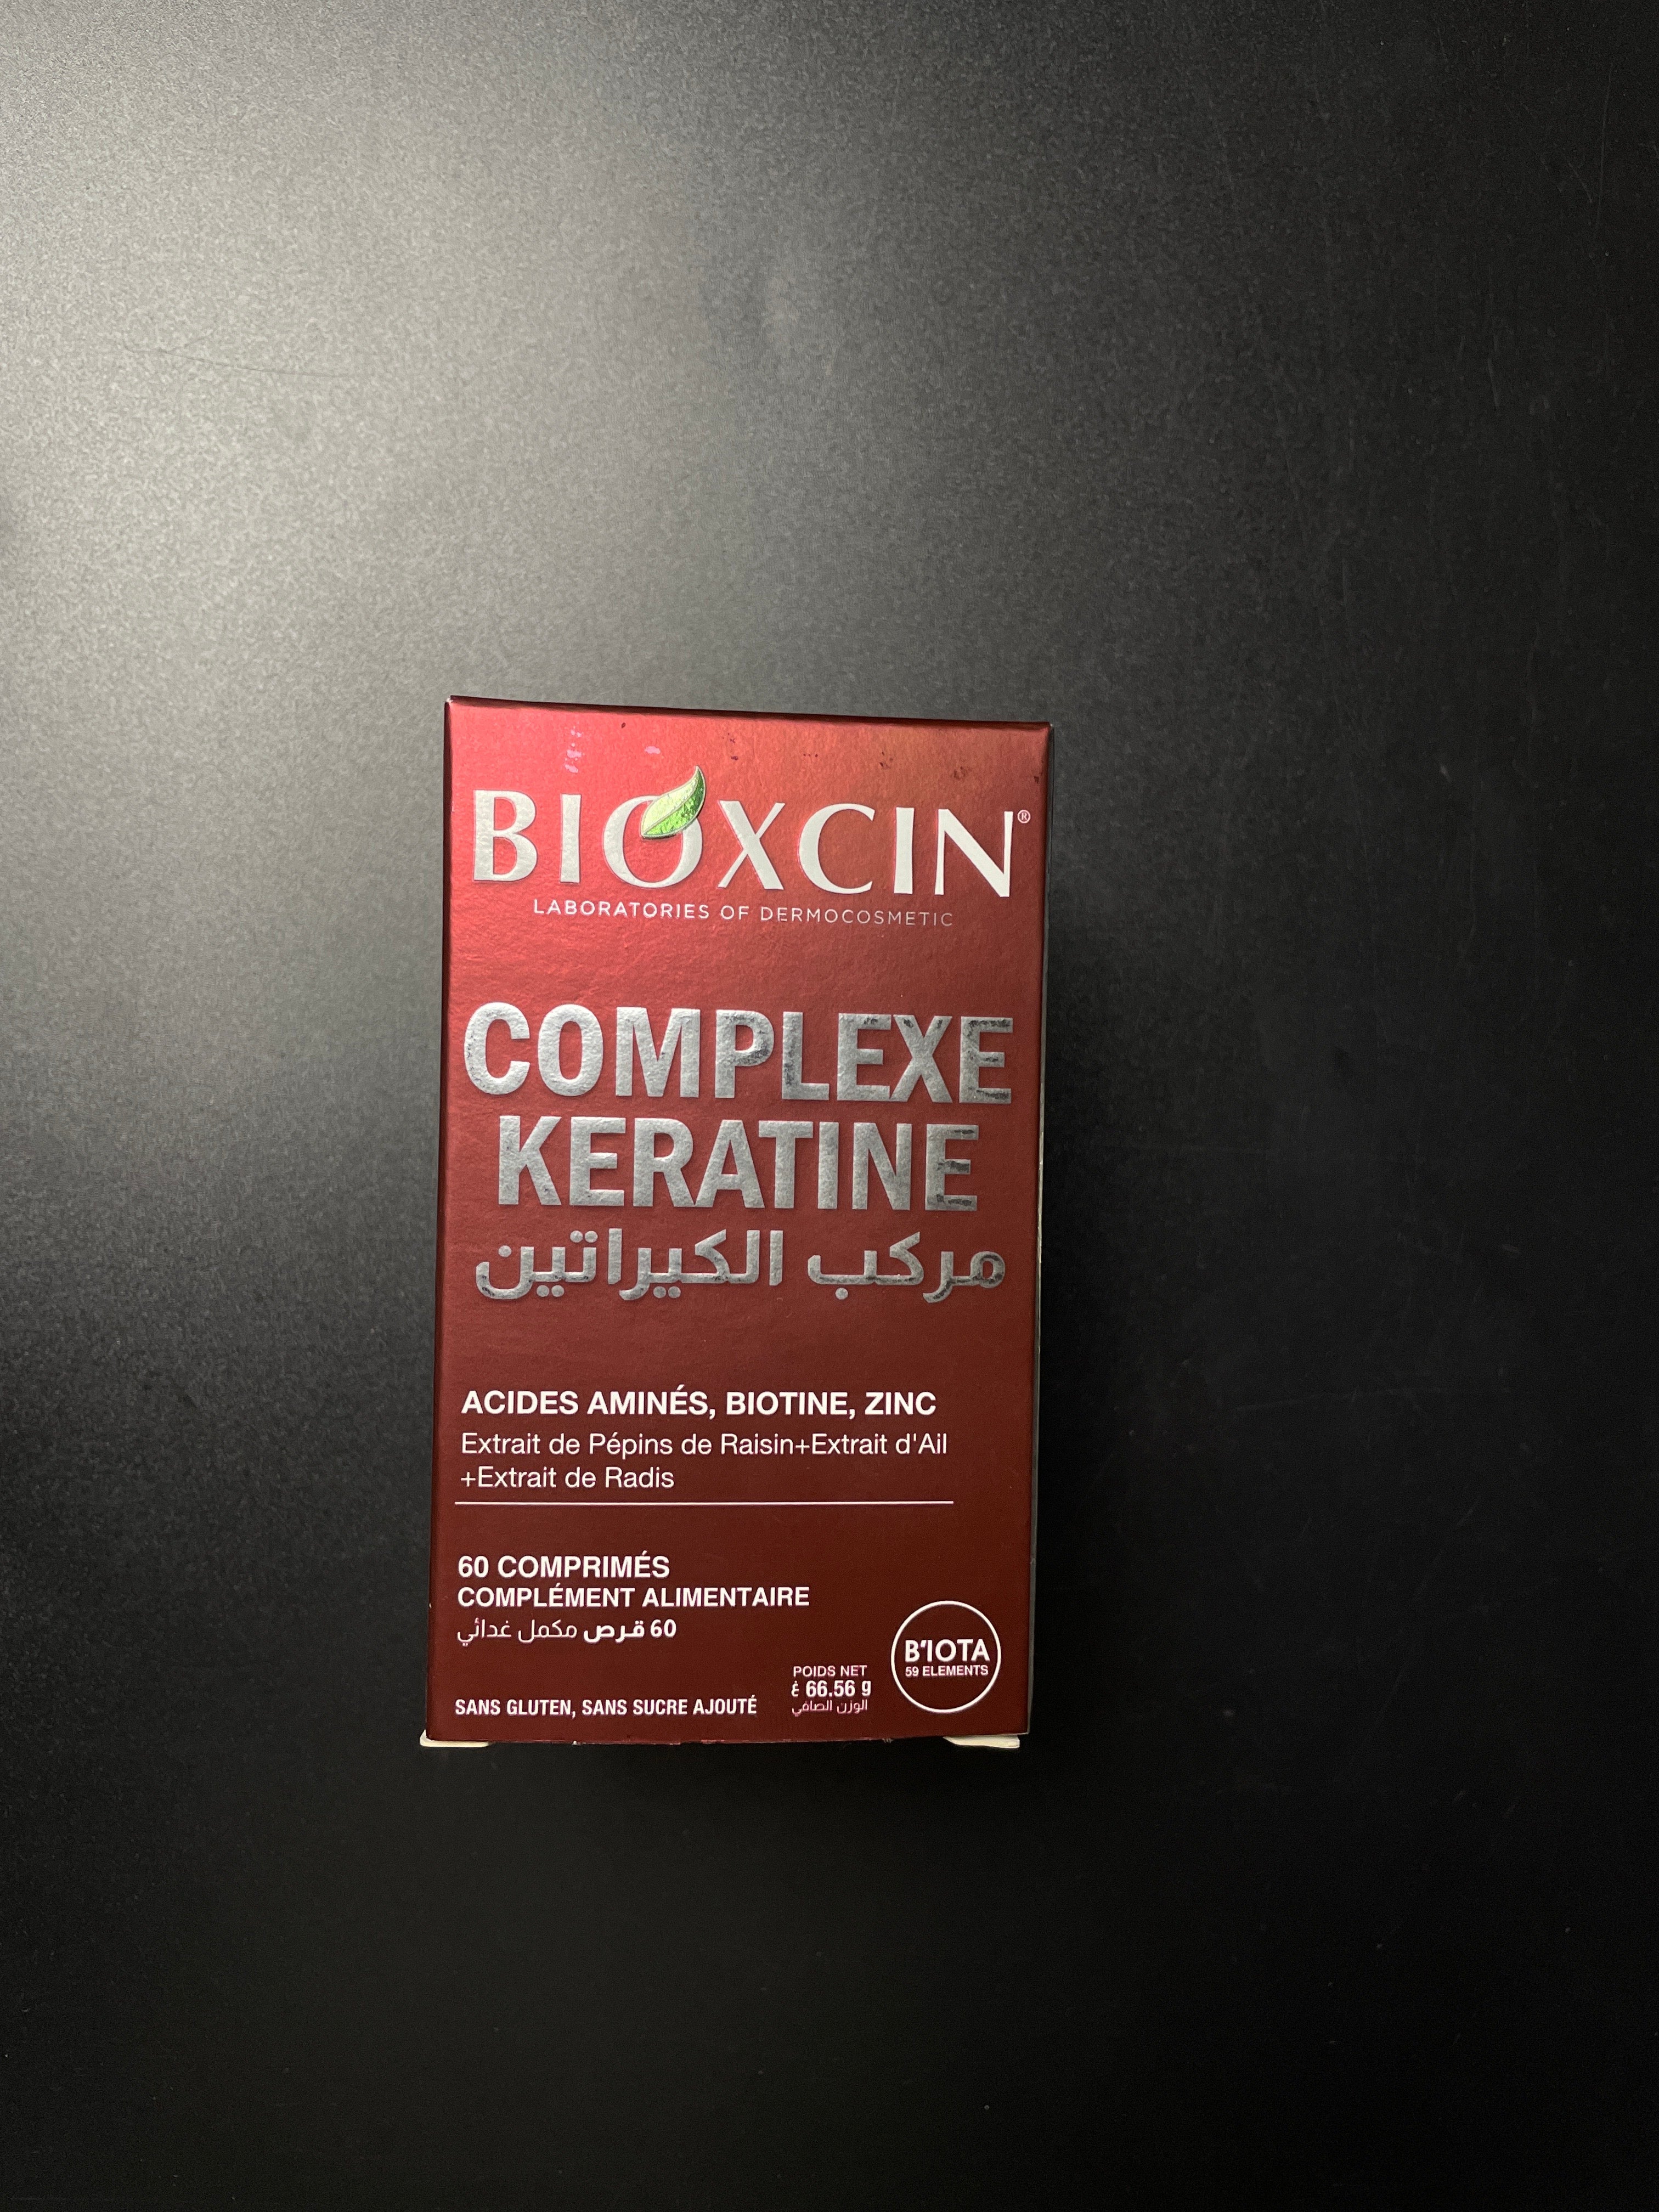 BIOXCIN®
LABORATORIES OF DERMOCOSMETIC
COMPLEXE
KERATINE
مركب الكيراتين
ACIDES AMINÉS, BIOTINE, ZINC
Extrait de Pépins de Raisin+Extrait d'Ail
+Extrait de Radis
60 COMPRIMÉS
COMPLÉMENT ALIMENTAIRE
60 قرص مكمل غدائي
SANS GLUTEN, SANS SUCRE AJOUTÉ
POIDS NET
غ 66.56 g
الوزن الصافي
B'IOTA
59 ELEMENTS